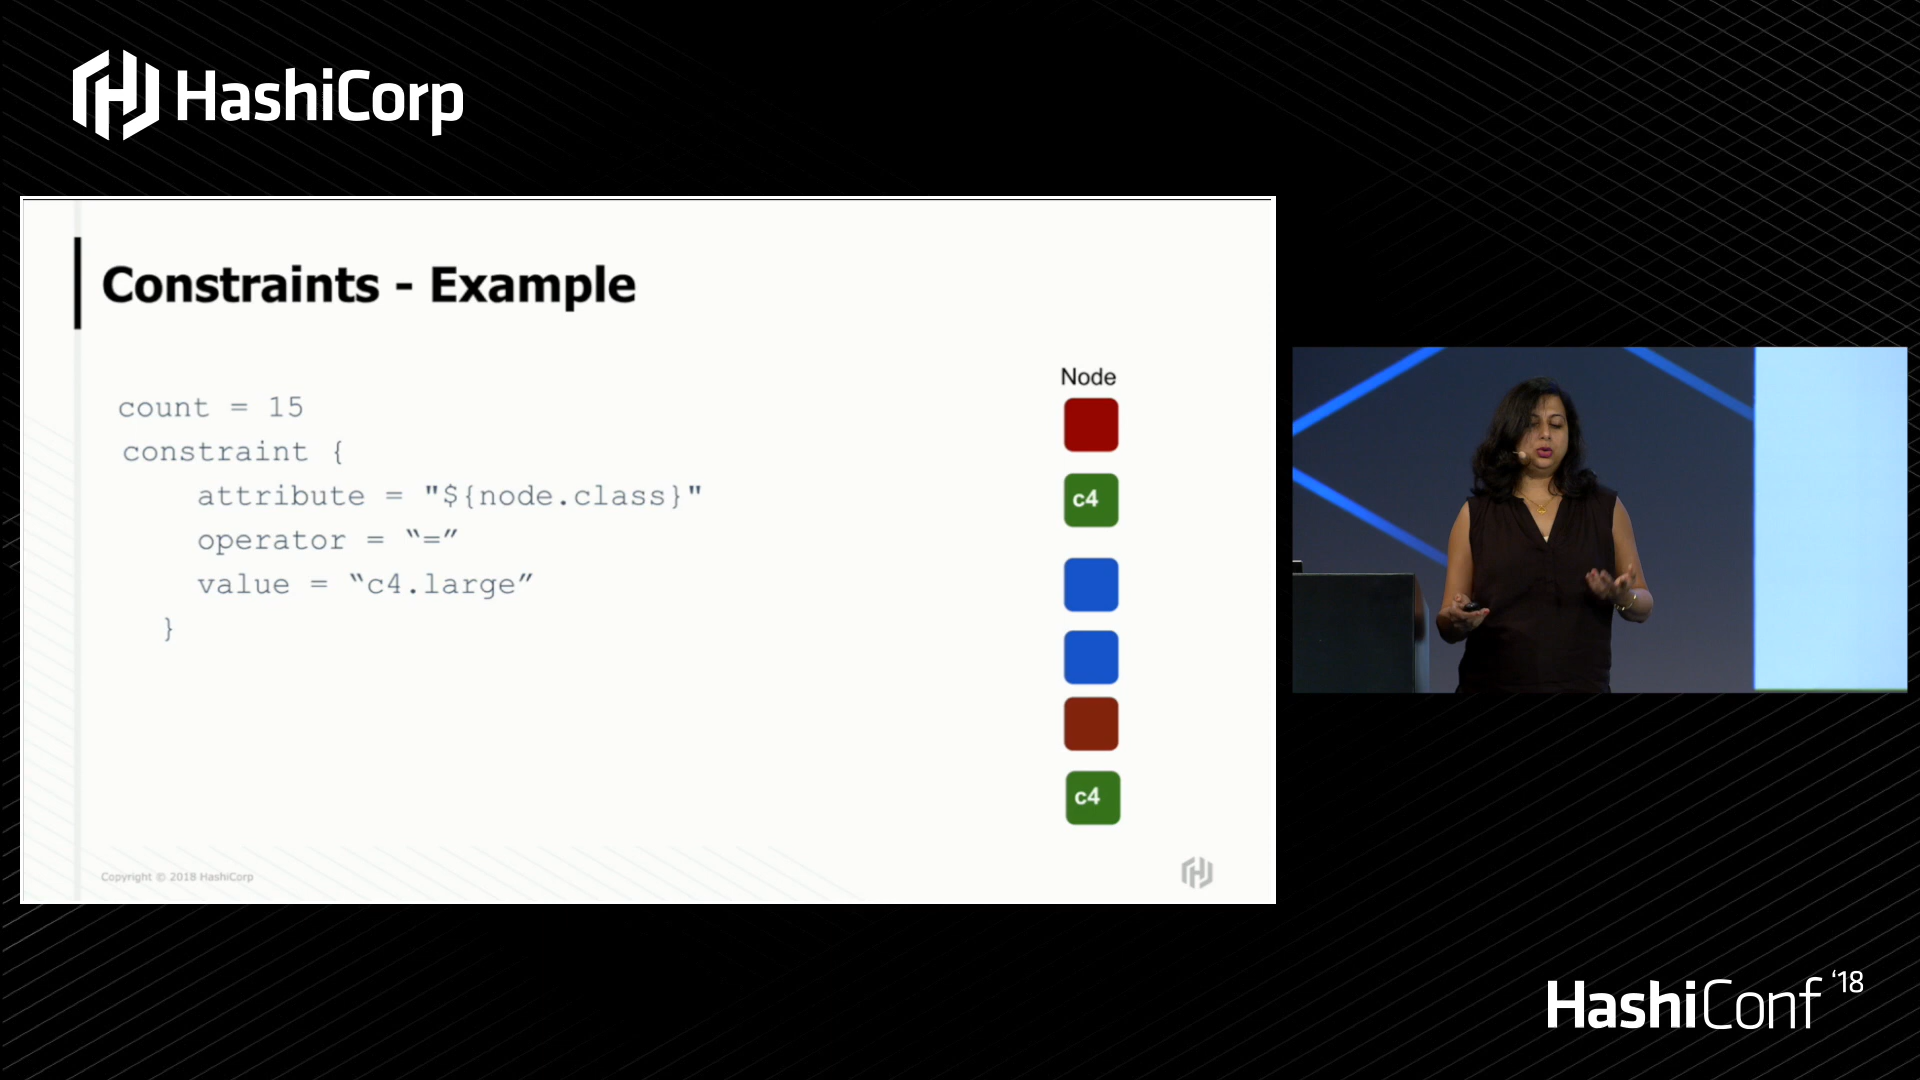 HashiCorp
Constraints - Example
count = 15
constraint {
attribute = "${node.class}"
operator = “=”
value = “c4.large”
}
Node
c4
c4
Copyright © 2018 HashiCorp
HashiConf ‘18